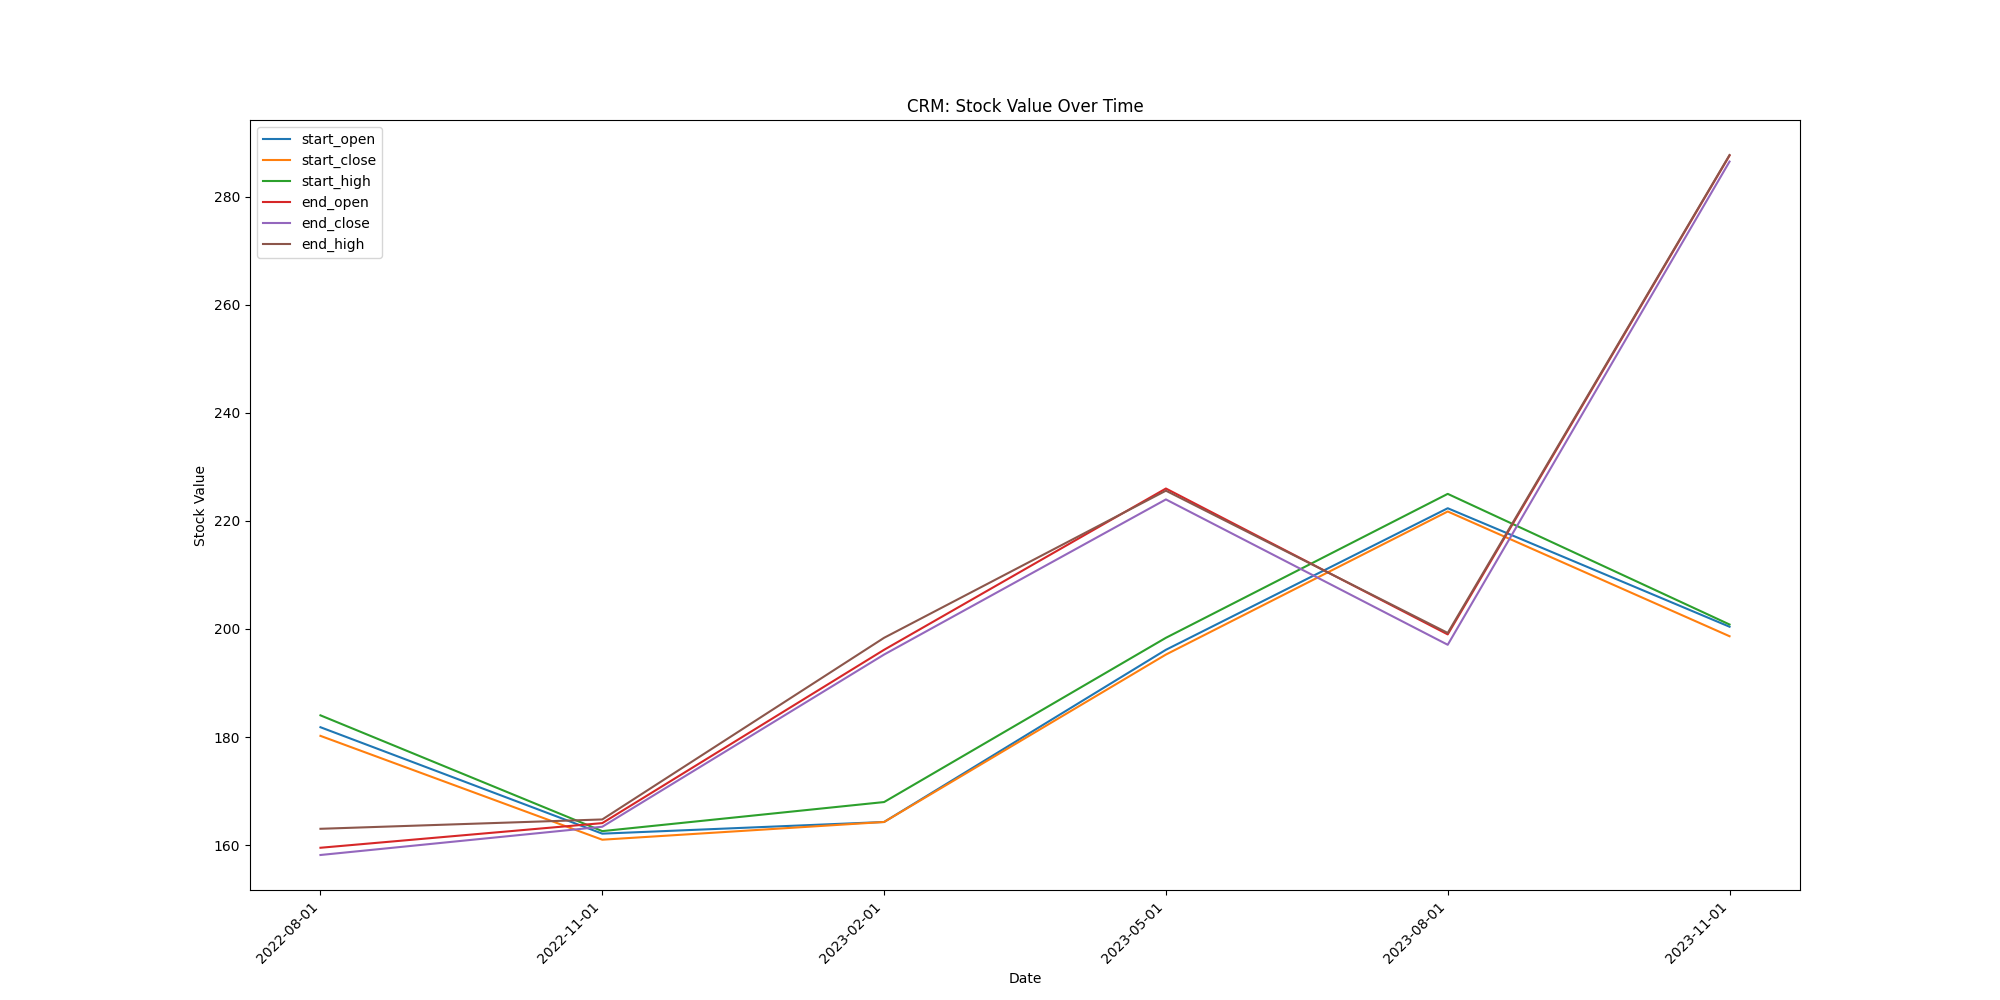 CRM: Stock Value Over Time
start_open
start_close
start_high
end_open
end_close
end_high
280
260
240
220
200
180
160
Stock Value
2022-08-01
2022-11-01
2023-02-01
2023-05-01
2023-08-01
2023-11-01
Date